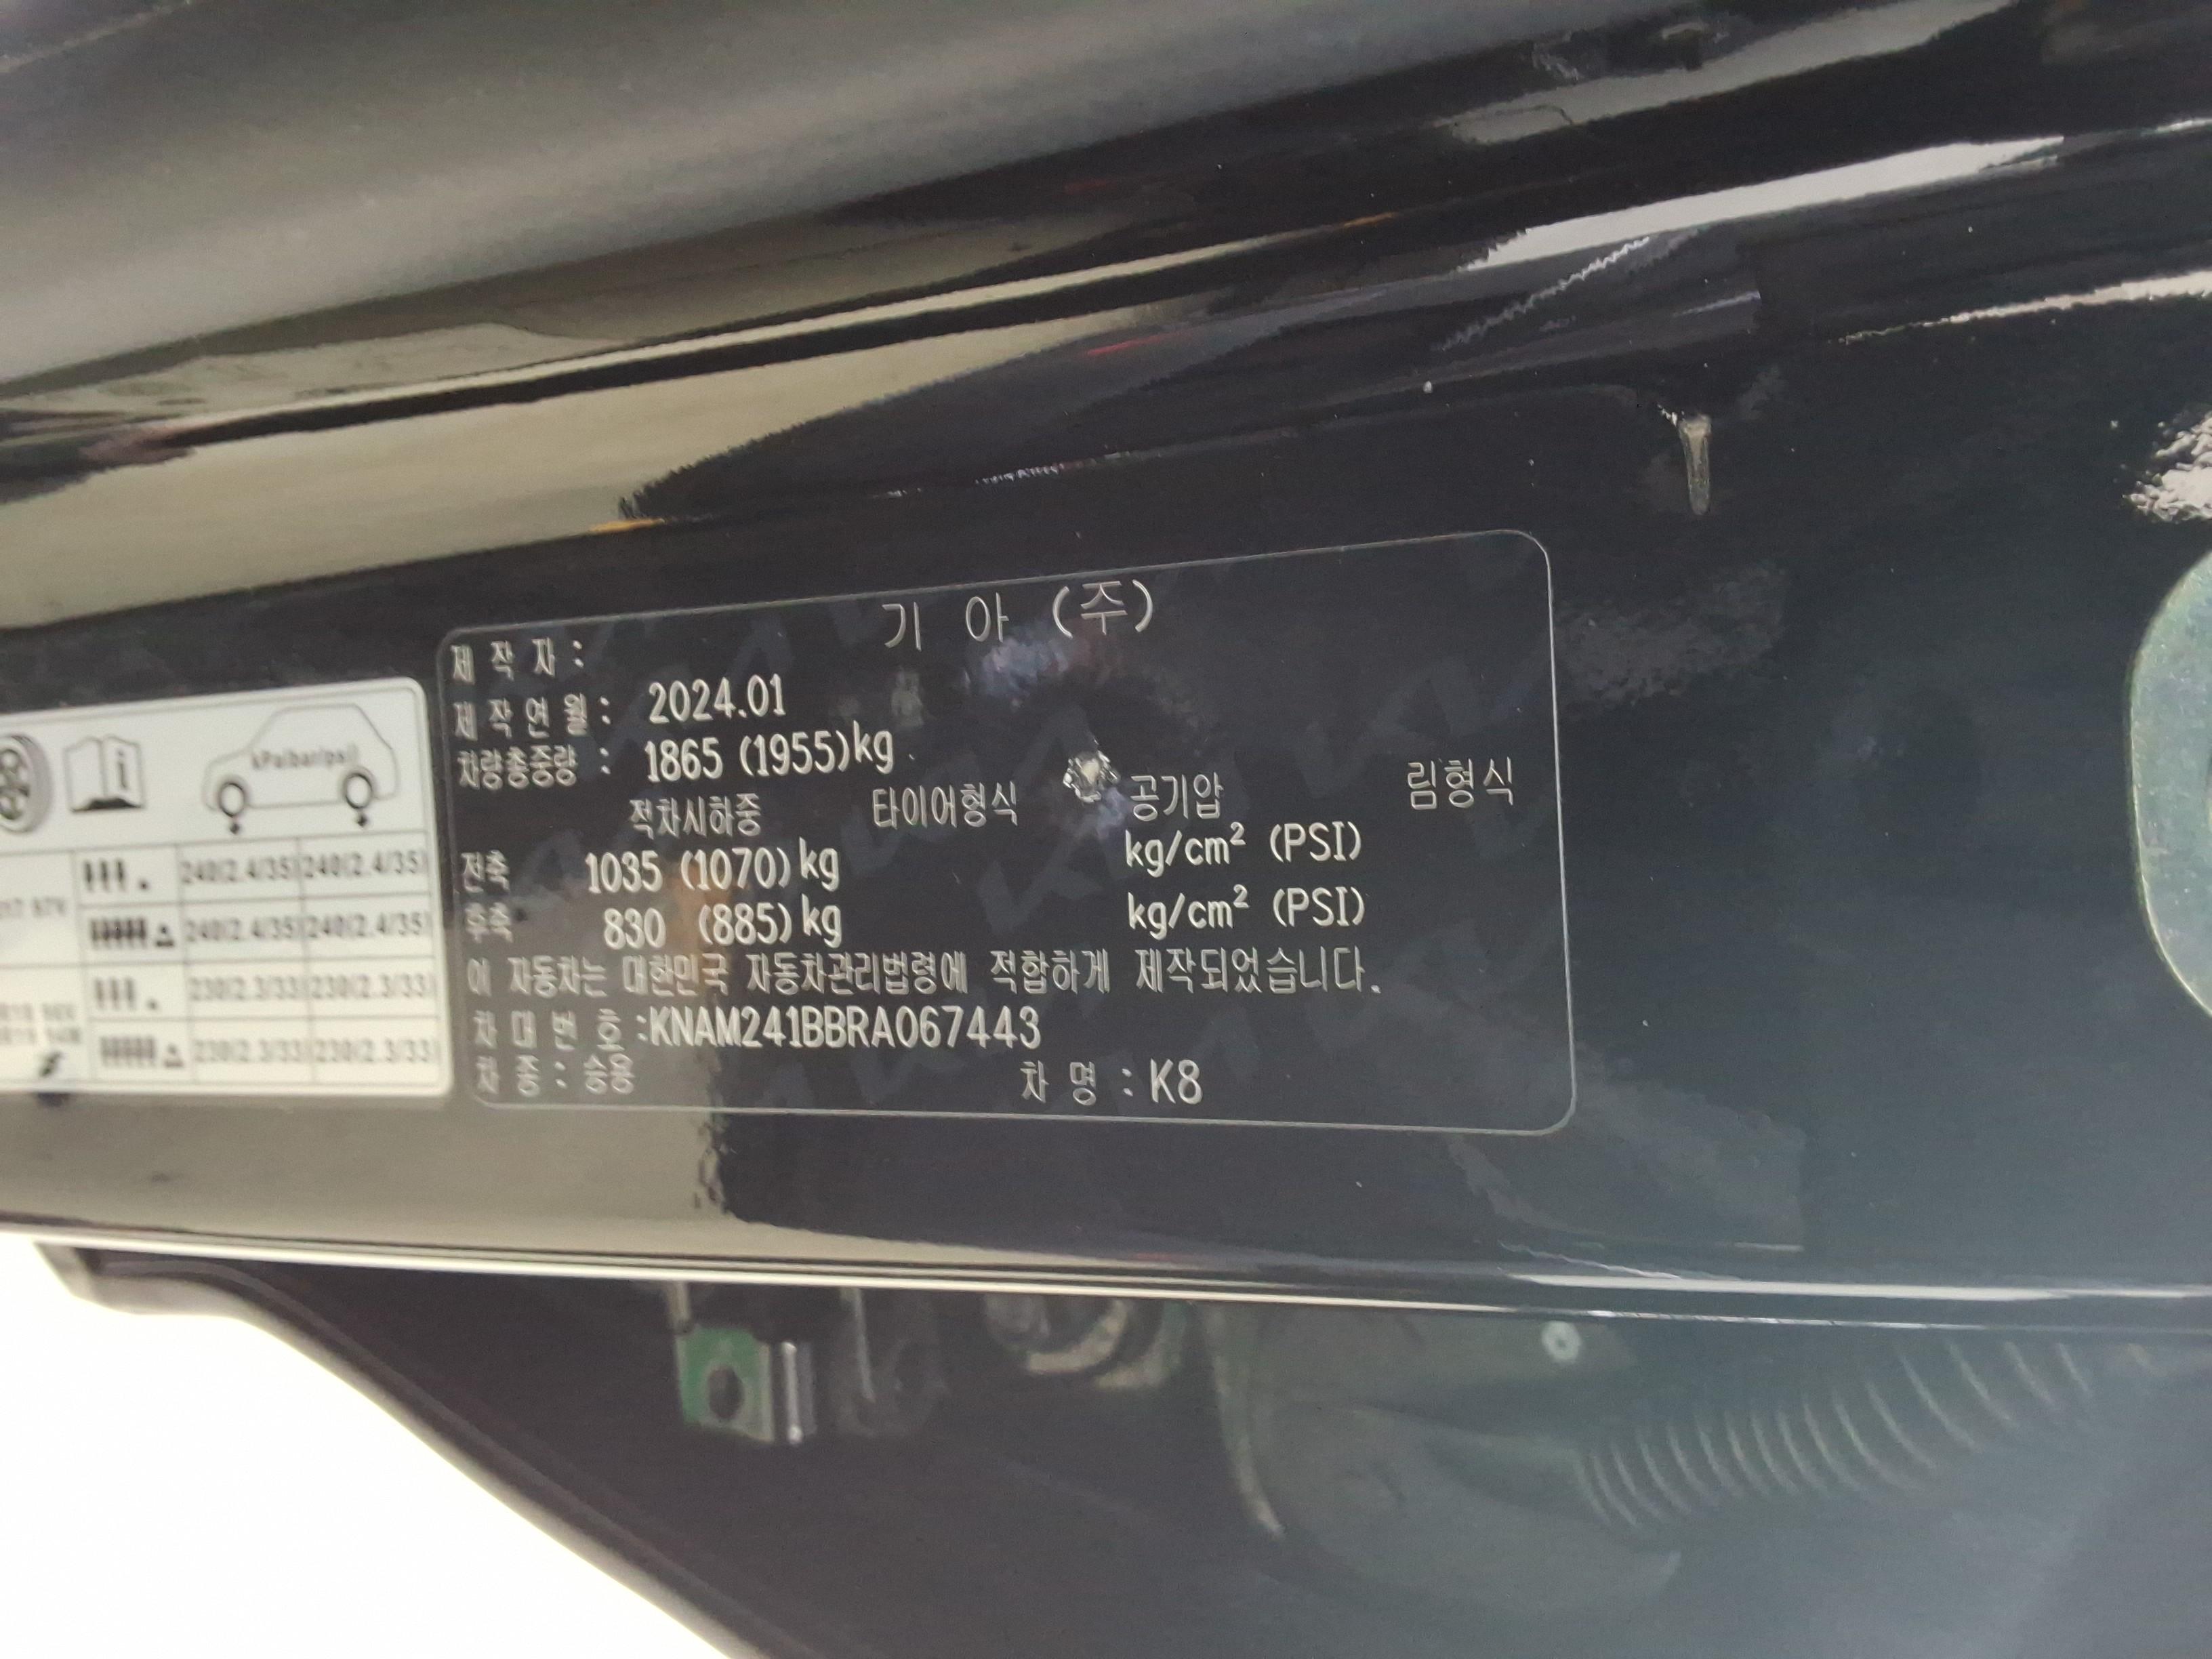 제 작 자 : 기 아 (주)
제 작 연 월 : 2024.01
차량총중량 : 1865 (1955)kg
적차시하중 타이어형식 공기압 림형식
전축 1035 (1070)kg kg/cm² (PSI)
후축 830 (885)kg kg/cm² (PSI)
이 자동차는 대한민국 자동차관리법령에 적합하게 제작되었습니다.
차 대 번 호 :KNAM241BBRA067443
차 종 : 승용 차 명 : K8
kPa(bar/psi)
240(2.4/35) 240(2.4/35)
240(2.4/35) 240(2.4/35)
230(2.3/33) 230(2.3/33)
230(2.3/33) 230(2.3/33)